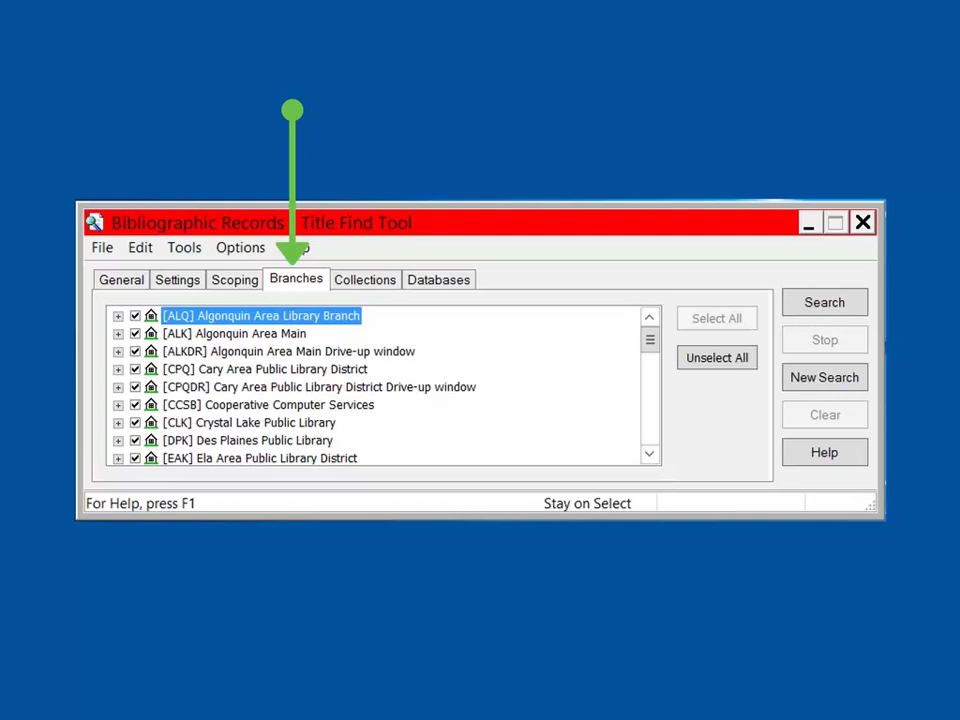 Bibliographic Records Title Find Tool
File Edit Tools Options
General Settings Scoping Branches Collections Databases
[ALQ] Algonquin Area Library Branch
[ALK] Algonquin Area Main
[ALKDR] Algonquin Area Main Drive-up window
[CPQ] Cary Area Public Library District
[CPQDR] Cary Area Public Library District Drive-up window
[CCSB] Cooperative Computer Services
[CLK] Crystal Lake Public Library
[DPK] Des Plaines Public Library
[EAK] Ela Area Public Library District
Select All
Unselect All
Search
Stop
New Search
Clear
Help
For Help, press F1 Stay on Select